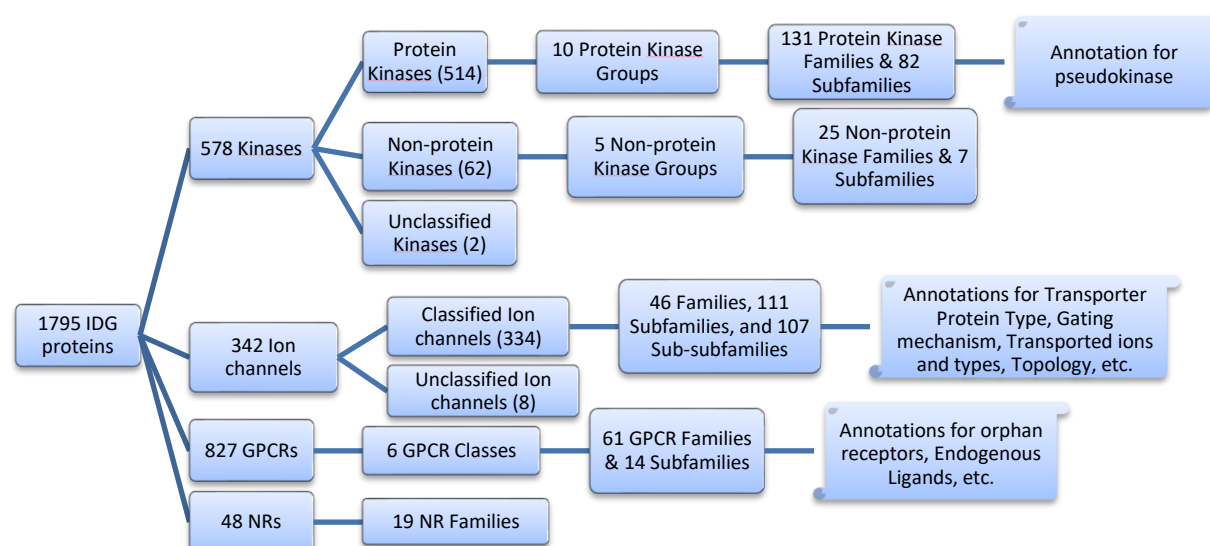 1795 IDG
proteins
578 Kinases
Protein
Kinases (514)
10 Protein Kinase
Groups
131 Protein Kinase
Families & 82
Subfamilies
Annotation for
pseudokinase
Non-protein
Kinases (62)
5 Non-protein
Kinase Groups
25 Non-protein
Kinase Families & 7
Subfamilies
Unclassified
Kinases (2)
342 Ion
channels
Classified Ion
channels (334)
46 Families, 111
Subfamilies, and 107
Sub-subfamilies
Annotations for Transporter
Protein Type, Gating
mechanism, Transported ions
and types, Topology, etc.
Unclassified Ion
channels (8)
827 GPCRs
6 GPCR Classes
61 GPCR Families
& 14 Subfamilies
Annotations for orphan
receptors, Endogenous
Ligands, etc.
48 NRs
19 NR Families